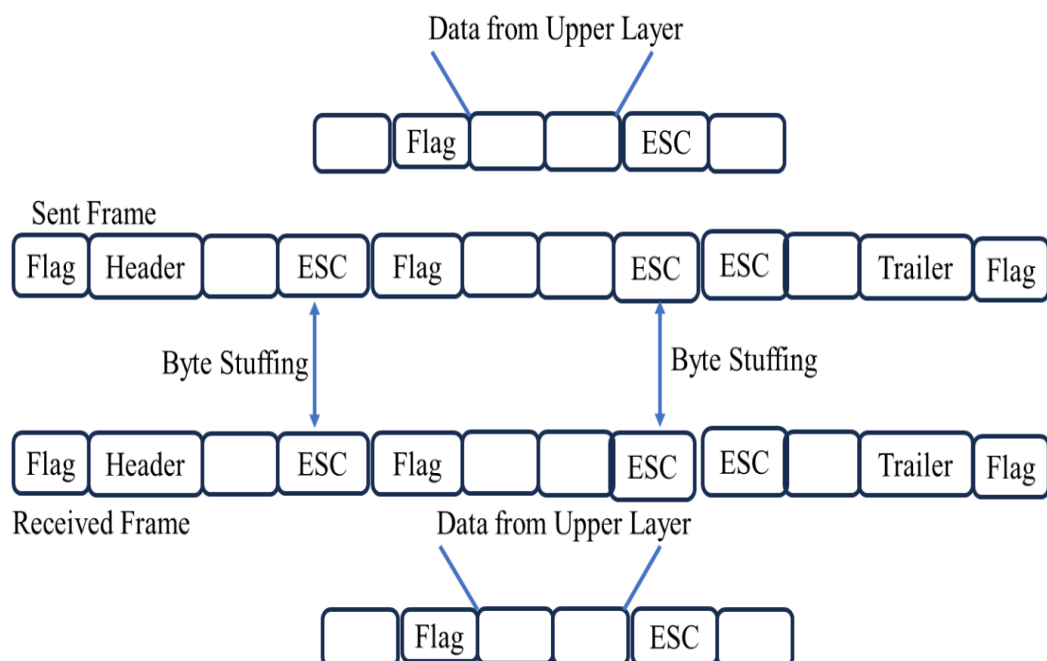 Data from Upper Layer
Flag ESC
Sent Frame
Flag Header ESC Flag ESC ESC Trailer Flag
Byte Stuffing Byte Stuffing
Flag Header ESC Flag ESC ESC Trailer Flag
Received Frame Data from Upper Layer
Flag ESC